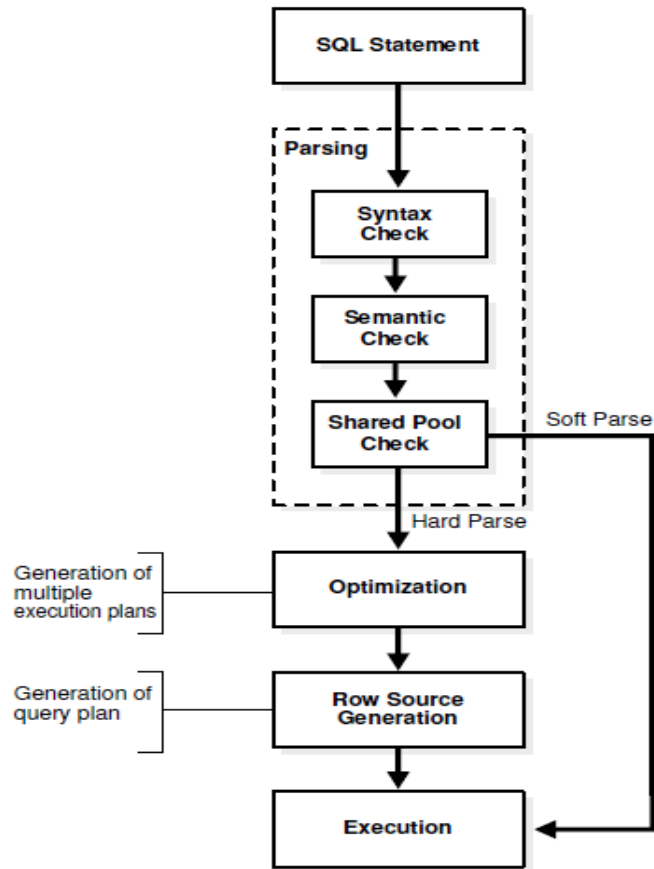 SQL Statement
Parsing
Syntax
Check
Semantic
Check
Shared Pool
Check
Soft Parse
Hard Parse
Generation of
multiple
execution plans
Optimization
Generation of
query plan
Row Source
Generation
Execution